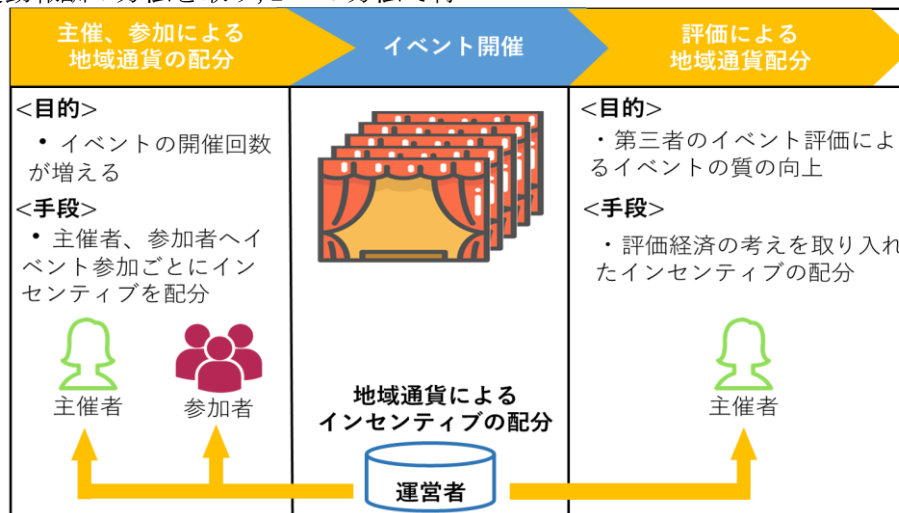 主催、参加による
地域通貨の配分
イベント開催
評価による
地域通貨配分
<目的>
・イベントの開催回数
が増える
<手段>
・主催者、参加者へイ
ベント参加ごとにイン
センティブを配分
主催者
参加者
地域通貨による
インセンティブの配分
運営者
<目的>
・第三者のイベント評価によ
るイベントの質の向上
<手段>
・評価経済の考えを取り入れ
たインセンティブの配分
主催者